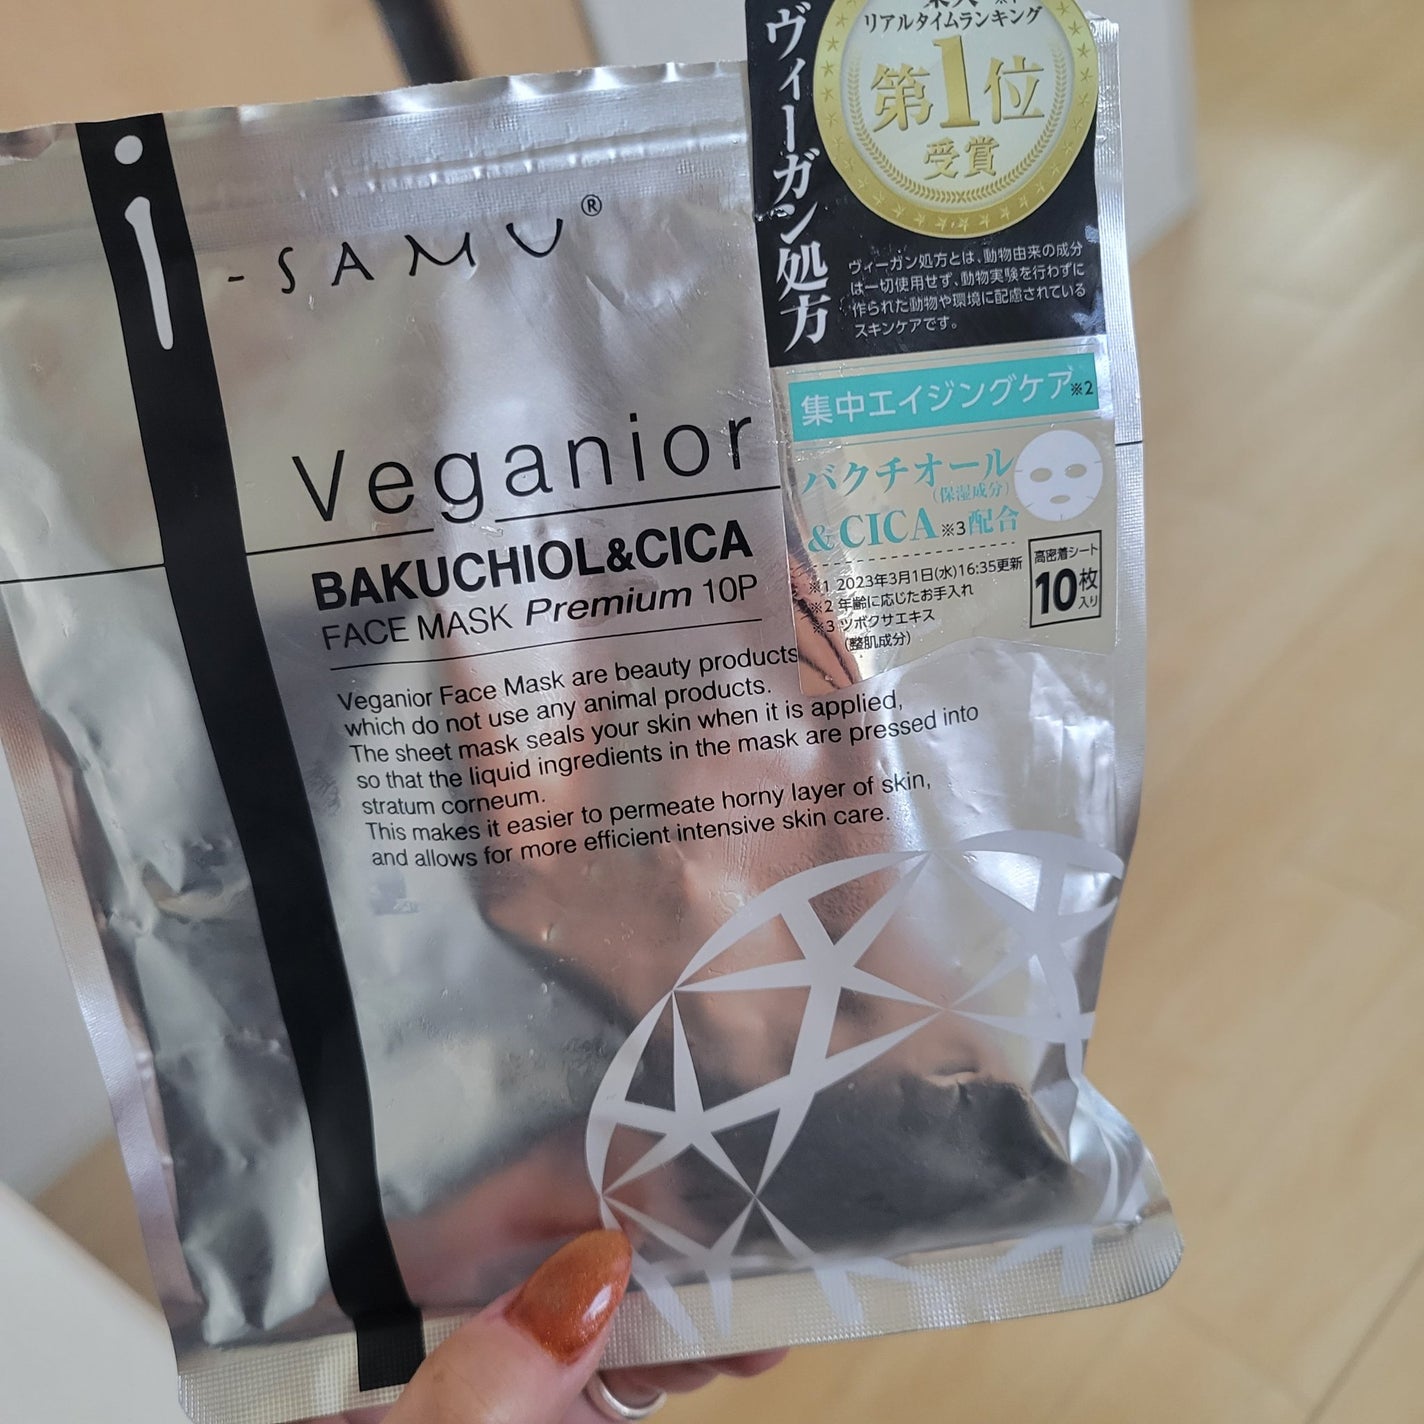 i-SAMU®
Veganior
BAKUCHIOL&CICA
FACE MASK Premium 10P
Veganior Face Mask are beauty products
which do not use any animal products.
The sheet mask seals your skin when it is applied,
so that the liquid ingredients in the mask are pressed into
stratum corneum.
This makes it easier to permeate horny layer of skin,
and allows for more efficient intensive skin care.
ヴィーガン処方
リアルタイムランキング
第1位
受賞
ヴィーガン処方とは、動物由来の成分
は一切使用せず、動物実験を行わずに
作られた動物や環境に配慮されている
スキンケアです。
集中エイジングケア※2
バクチオール
(保湿成分)
&CICA※3配合
※1 2023年3月1日(水)16:35更新
※2 年齢に応じたお手入れ
※3 ツボクサエキス
(整肌成分)
高密着シート
10枚入り